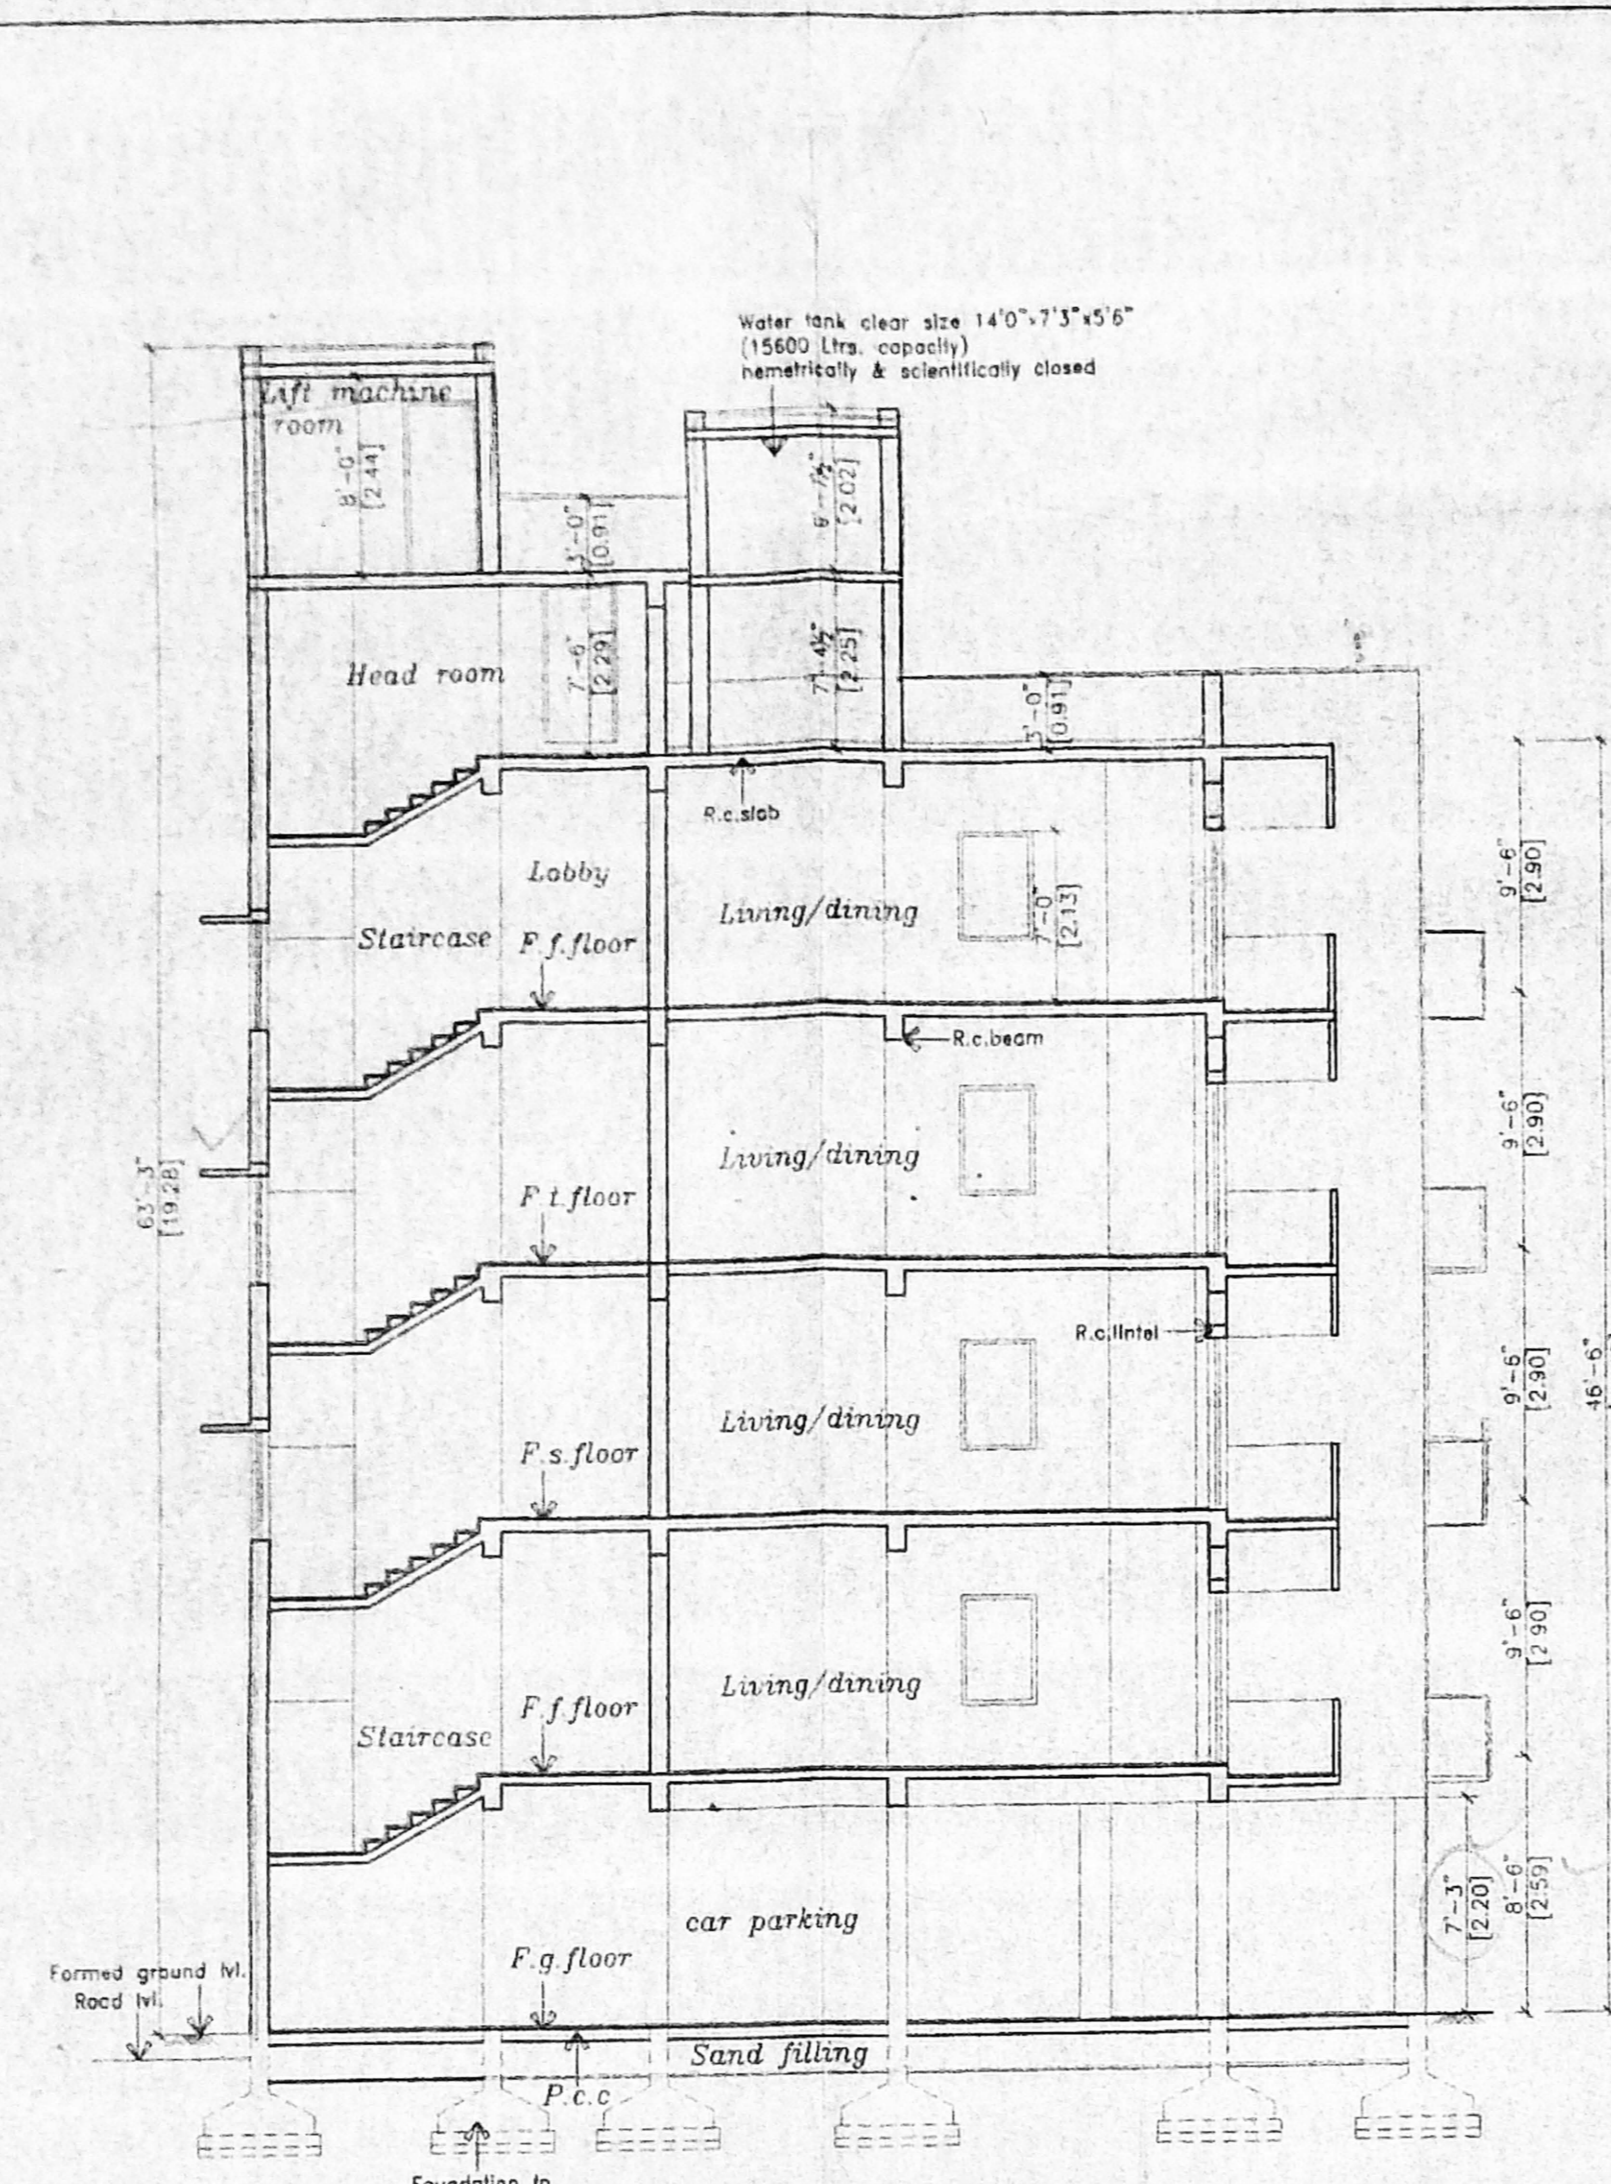 Water tank clear size 14'0"x7'3"x5'6"
(15600 Ltrs. capacity)
hemetrically & scientifically closed
Lift machine
room
8'-0"
[2.44]
3'-0"
[0.91]
[2.02]
Head room
7'-6"
[2.29]
7'-4½"
[2.25]
3'-0"
[0.91]
R.c.slab
Lobby
Living/dining
7'-0"
[2.13]
9'-6"
[2.90]
Staircase
F.f.floor
R.c.beam
Living/dining
9'-6"
[2.90]
63'-3"
[19.28]
F.t.floor
R.c.lintel
Living/dining
9'-6"
[2.90]
46'-6"
F.s.floor
Living/dining
9'-6"
[2.90]
F.f.floor
Staircase
car parking
7'-3"
[2.20]
8'-6"
[2.59]
F.g.floor
Formed ground lvl.
Road lvl.
Sand filling
P.c.c
Foundation to